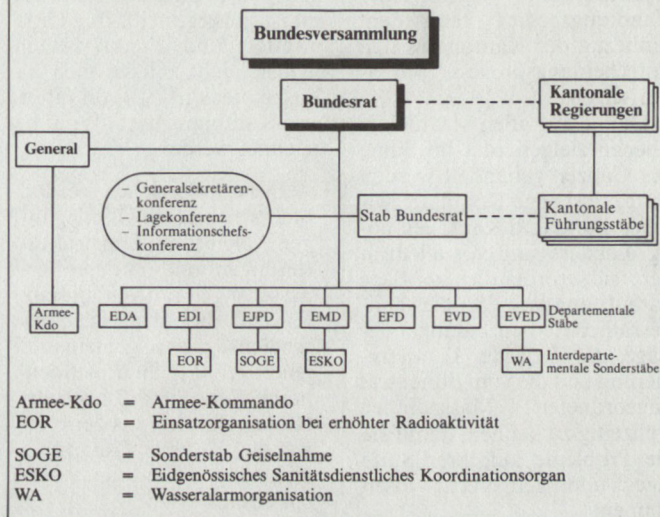 Bundesversammlung
Bundesrat
Kantonale
Regierungen
General
– Generalsekretären-
konferenz
– Lagekonferenz
– Informationschefs-
konferenz
Stab Bundesrat
Kantonale
Führungsstäbe
Armee-
Kdo
EDA
EDI
EJPD
EMD
EFD
EVD
EVED
Departementale
Stäbe
EOR
SOGE
ESKO
WA
Interdeparte-
mentale Sonderstäbe
Armee-Kdo = Armee-Kommando
EOR = Einsatzorganisation bei erhöhter Radioaktivität
SOGE = Sonderstab Geiselnahme
ESKO = Eidgenössisches Sanitätsdienstliches Koordinationsorgan
WA = Wasseralarmorganisation